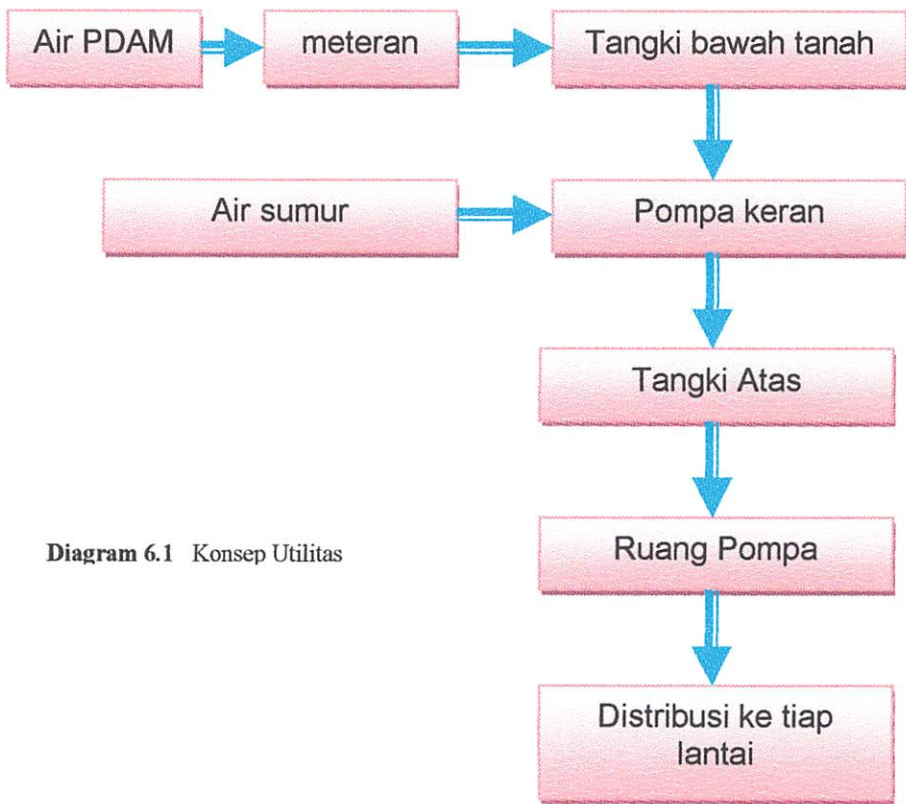 Air PDAM
meteran
Tangki bawah tanah
Air sumur
Pompa keran
Tangki Atas
Ruang Pompa
Diagram 6.1 Konsep Utilitas
Distribusi ke tiap
lantai